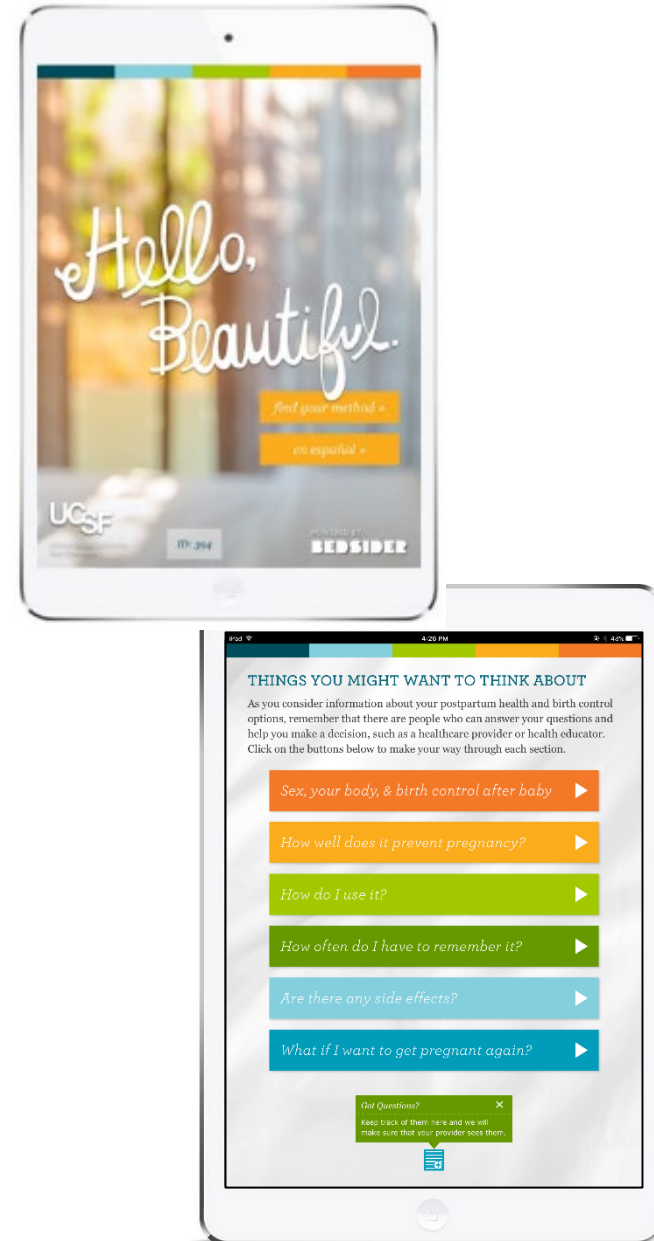 Hello,
Beautiful.
find your method »
en español »
UCSF
ID: 394
POWERED BY
BEDSIDER
iPad
4:26 PM
48%
THINGS YOU MIGHT WANT TO THINK ABOUT
As you consider information about your postpartum health and birth control
options, remember that there are people who can answer your questions and
help you make a decision, such as a healthcare provider or health educator.
Click on the buttons below to make your way through each section.
Sex, your body, & birth control after baby
How well does it prevent pregnancy?
How do I use it?
How often do I have to remember it?
Are there any side effects?
What if I want to get pregnant again?
Got Questions?
Keep track of them here and we will
make sure that your provider sees them.